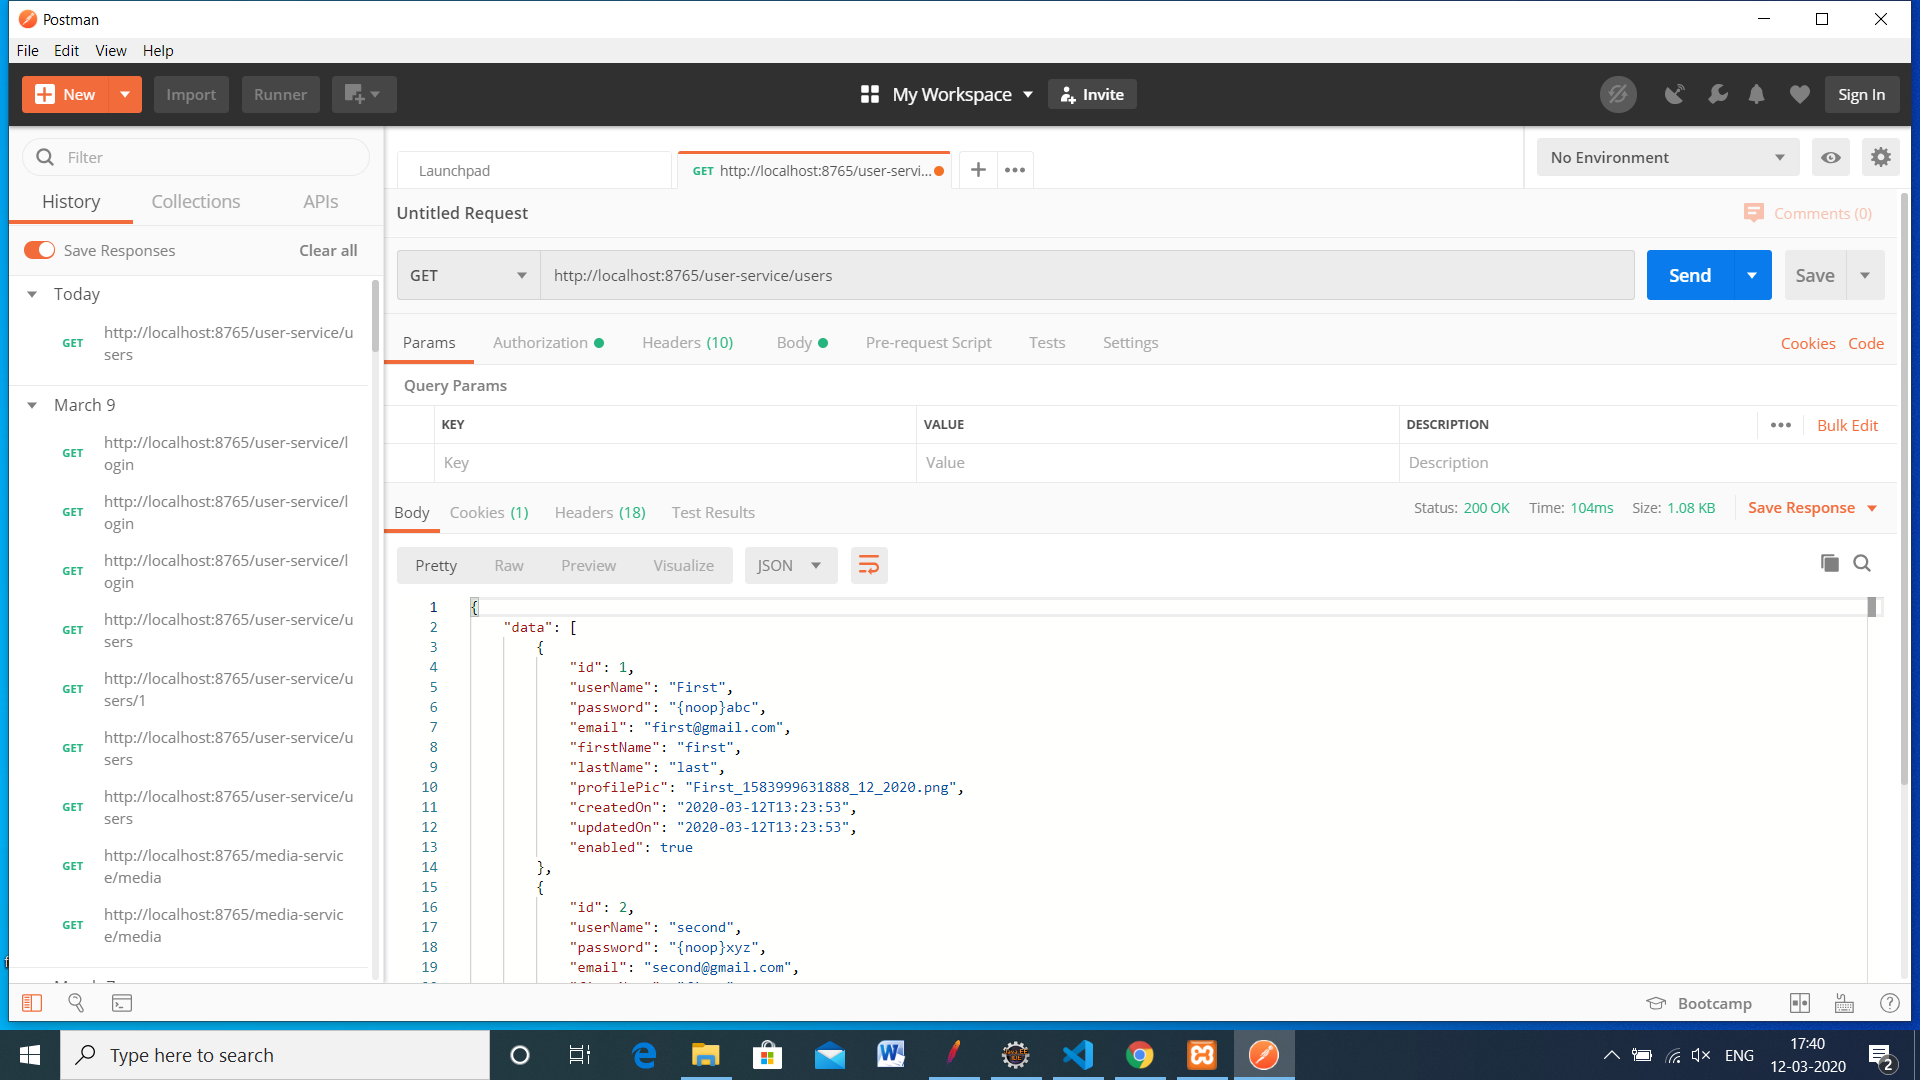 Postman
File Edit View Help
New Import Runner My Workspace Invite Sign In
Filter
History Collections APIs
Save Responses Clear all
Today
GET http://localhost:8765/user-service/u
sers
March 9
GET http://localhost:8765/user-service/l
ogin
GET http://localhost:8765/user-service/l
ogin
GET http://localhost:8765/user-service/l
ogin
GET http://localhost:8765/user-service/u
sers
GET http://localhost:8765/user-service/u
sers/1
GET http://localhost:8765/user-service/u
sers
GET http://localhost:8765/user-service/u
sers
GET http://localhost:8765/media-servic
e/media
GET http://localhost:8765/media-servic
e/media
Launchpad
GET http://localhost:8765/user-servi...
No Environment
Untitled Request
Comments (0)
GET http://localhost:8765/user-service/users
Send Save
Params Authorization Headers (10) Body Pre-request Script Tests Settings Cookies Code
Query Params
KEY VALUE DESCRIPTION Bulk Edit
Key Value Description
Body Cookies (1) Headers (18) Test Results Status: 200 OK Time: 104ms Size: 1.08 KB Save Response
Pretty Raw Preview Visualize JSON
1 {
2 "data": [
3 {
4 "id": 1,
5 "userName": "First",
6 "password": "{noop}abc",
7 "email": "first@gmail.com",
8 "firstName": "first",
9 "lastName": "last",
10 "profilePic": "First_1583999631888_12_2020.png",
11 "createdOn": "2020-03-12T13:23:53",
12 "updatedOn": "2020-03-12T13:23:53",
13 "enabled": true
14 },
15 {
16 "id": 2,
17 "userName": "second",
18 "password": "{noop}xyz",
19 "email": "second@gmail.com",
Bootcamp
Type here to search
ENG
17:40
12-03-2020
2